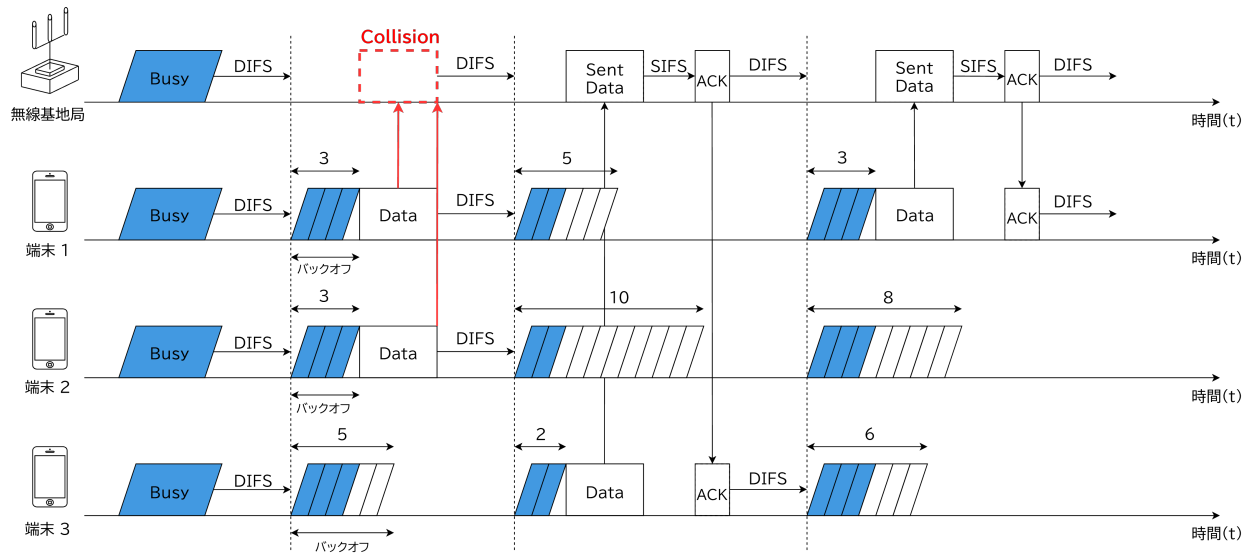 Collision
Busy
DIFS
DIFS
Sent
Data
SIFS
ACK
DIFS
Sent
Data
SIFS
ACK
DIFS
無線基地局
時間(t)
3
5
3
Busy
DIFS
Data
DIFS
Data
ACK
DIFS
端末 1
バックオフ
時間(t)
3
10
8
Busy
DIFS
Data
DIFS
端末 2
バックオフ
時間(t)
5
2
6
Busy
DIFS
Data
ACK
DIFS
端末 3
バックオフ
時間(t)